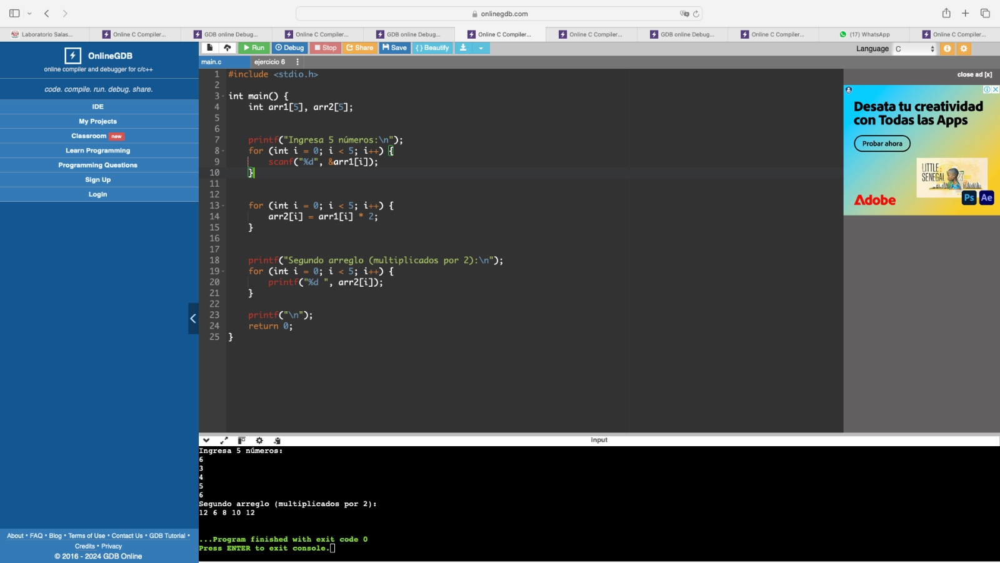 onlinegdb.com
Laboratorio Salas...
Online C Compiler...
GDB online Debug...
Online C Compiler...
GDB online Debug...
Online C Compiler...
Online C Compiler...
GDB online Debug...
Online C Compiler...
(17) WhatsApp
Online C Compiler...
OnlineGDB
online compiler and debugger for c/c++
code. compile. run. debug. share.
IDE
My Projects
Classroom new
Learn Programming
Programming Questions
Sign Up
Login
About • FAQ • Blog • Terms of Use • Contact Us • GDB Tutorial •
Credits • Privacy
© 2016 - 2024 GDB Online
Run Debug Stop Share Save {} Beautify
Language C
main.c ejercicio 6
1 #include <stdio.h>
2
3 int main() {
4     int arr1[5], arr2[5];
5
6
7     printf("Ingresa 5 números:\n");
8     for (int i = 0; i < 5; i++) {
9         scanf("%d", &arr1[i]);
10     }
11
12
13     for (int i = 0; i < 5; i++) {
14         arr2[i] = arr1[i] * 2;
15     }
16
17
18     printf("Segundo arreglo (multiplicados por 2):\n");
19     for (int i = 0; i < 5; i++) {
20         printf("%d ", arr2[i]);
21     }
22
23     printf("\n");
24     return 0;
25 }
close ad [x]
Desata tu creatividad
con Todas las Apps
Probar ahora
LITTLE
SENEGAL
Adobe
Ps Ae
input
Ingresa 5 números:
6
3
4
5
6
Segundo arreglo (multiplicados por 2):
12 6 8 10 12
...Program finished with exit code 0
Press ENTER to exit console.